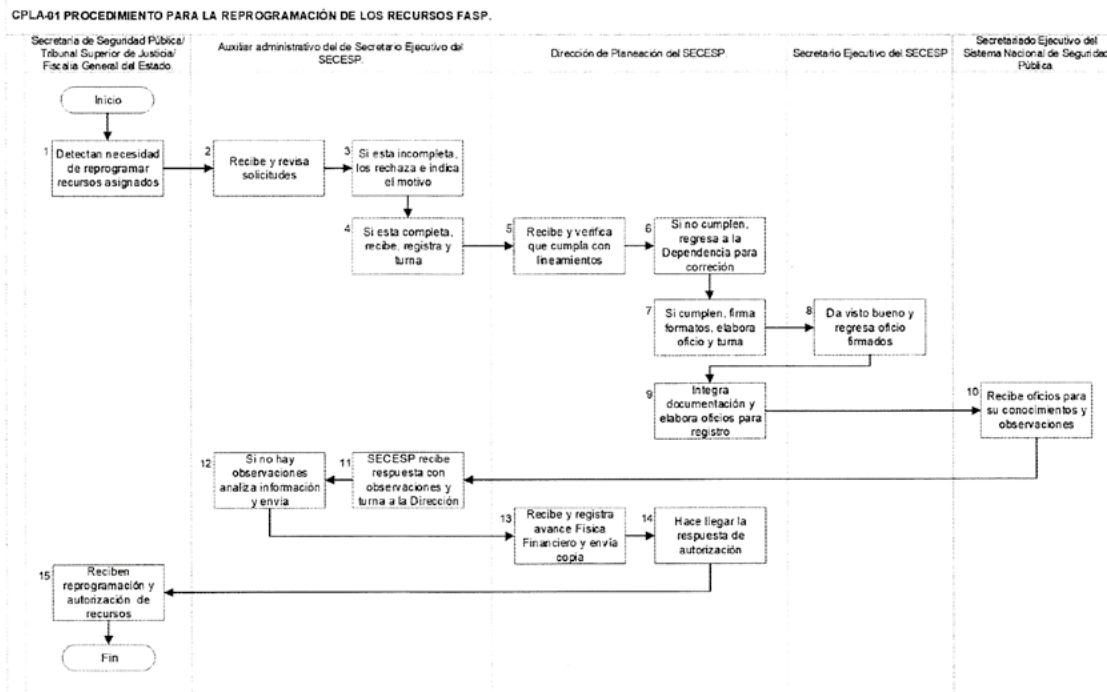 CPLA-01 PROCEDIMIENTO PARA LA REPROGRAMACIÓN DE LOS RECURSOS FASP.
Secretaria de Seguridad Pública/
Tribunal Superior de Justicia/
Fiscalia General del Estado
Auxiliar administrativo del de Secretario Ejecutivo del
SECESP.
Dirección de Planeación del SECESP
Secretario Ejecutivo del SECESP
Secretariado Ejecutivo del
Sistema Nacional de Seguridad
Pública
Inicio
1
Detectan necesidad
de reprogramar
recursos asignados
2
Recibe y revisa
solicitudes
3
Si esta incompleta,
los rechaza e indica
el motivo
4
Si esta completa,
recibe, registra y
turna
5
Recibe y verifica
que cumpla con
lineamientos
6
Si no cumplen,
regresa a la
Dependencia para
correción
7
Si cumplen, firma
formatos, elabora
oficio y turna
8
Da visto bueno y
regresa oficio
firmados
9
Integra
documentación y
elabora oficios para
registro
10
Recibe oficios para
su conocimientos y
observaciones
12
Si no hay
observaciones
analiza información
y envía
11
SECESP recibe
respuesta con
observaciones y
turna a la Dirección
13
Recibe y registra
avance Física
Financiero y envía
copia
14
Hace llegar la
respuesta de
autorización
15
Reciben
reprogramación y
autorización de
recursos
Fin